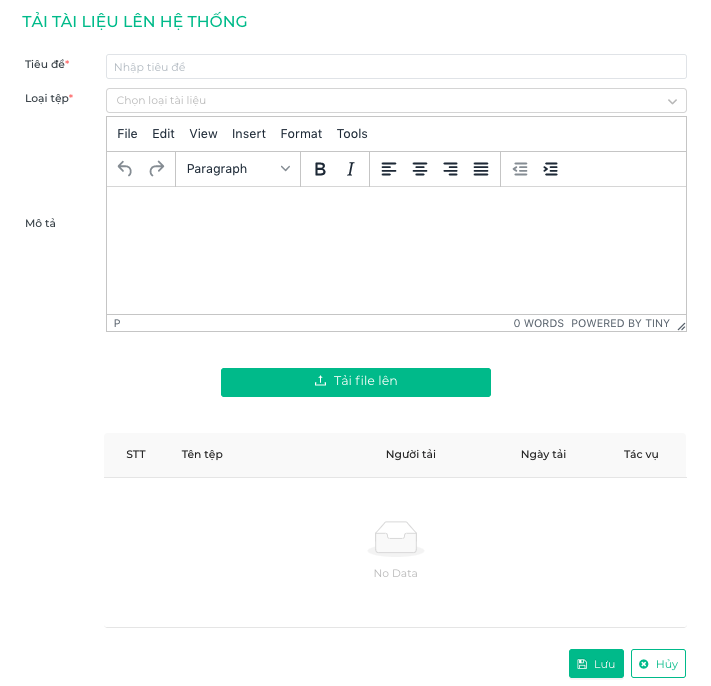 TẢI TÀI LIỆU LÊN HỆ THỐNG
Tiêu đề*
Nhập tiêu đề
Loại tệp*
Chọn loại tài liệu
File Edit View Insert Format Tools
Paragraph B I
Mô tả
P 0 WORDS POWERED BY TINY
Tải file lên
STT Tên tệp Người tải Ngày tải Tác vụ
No Data
Lưu Hủy